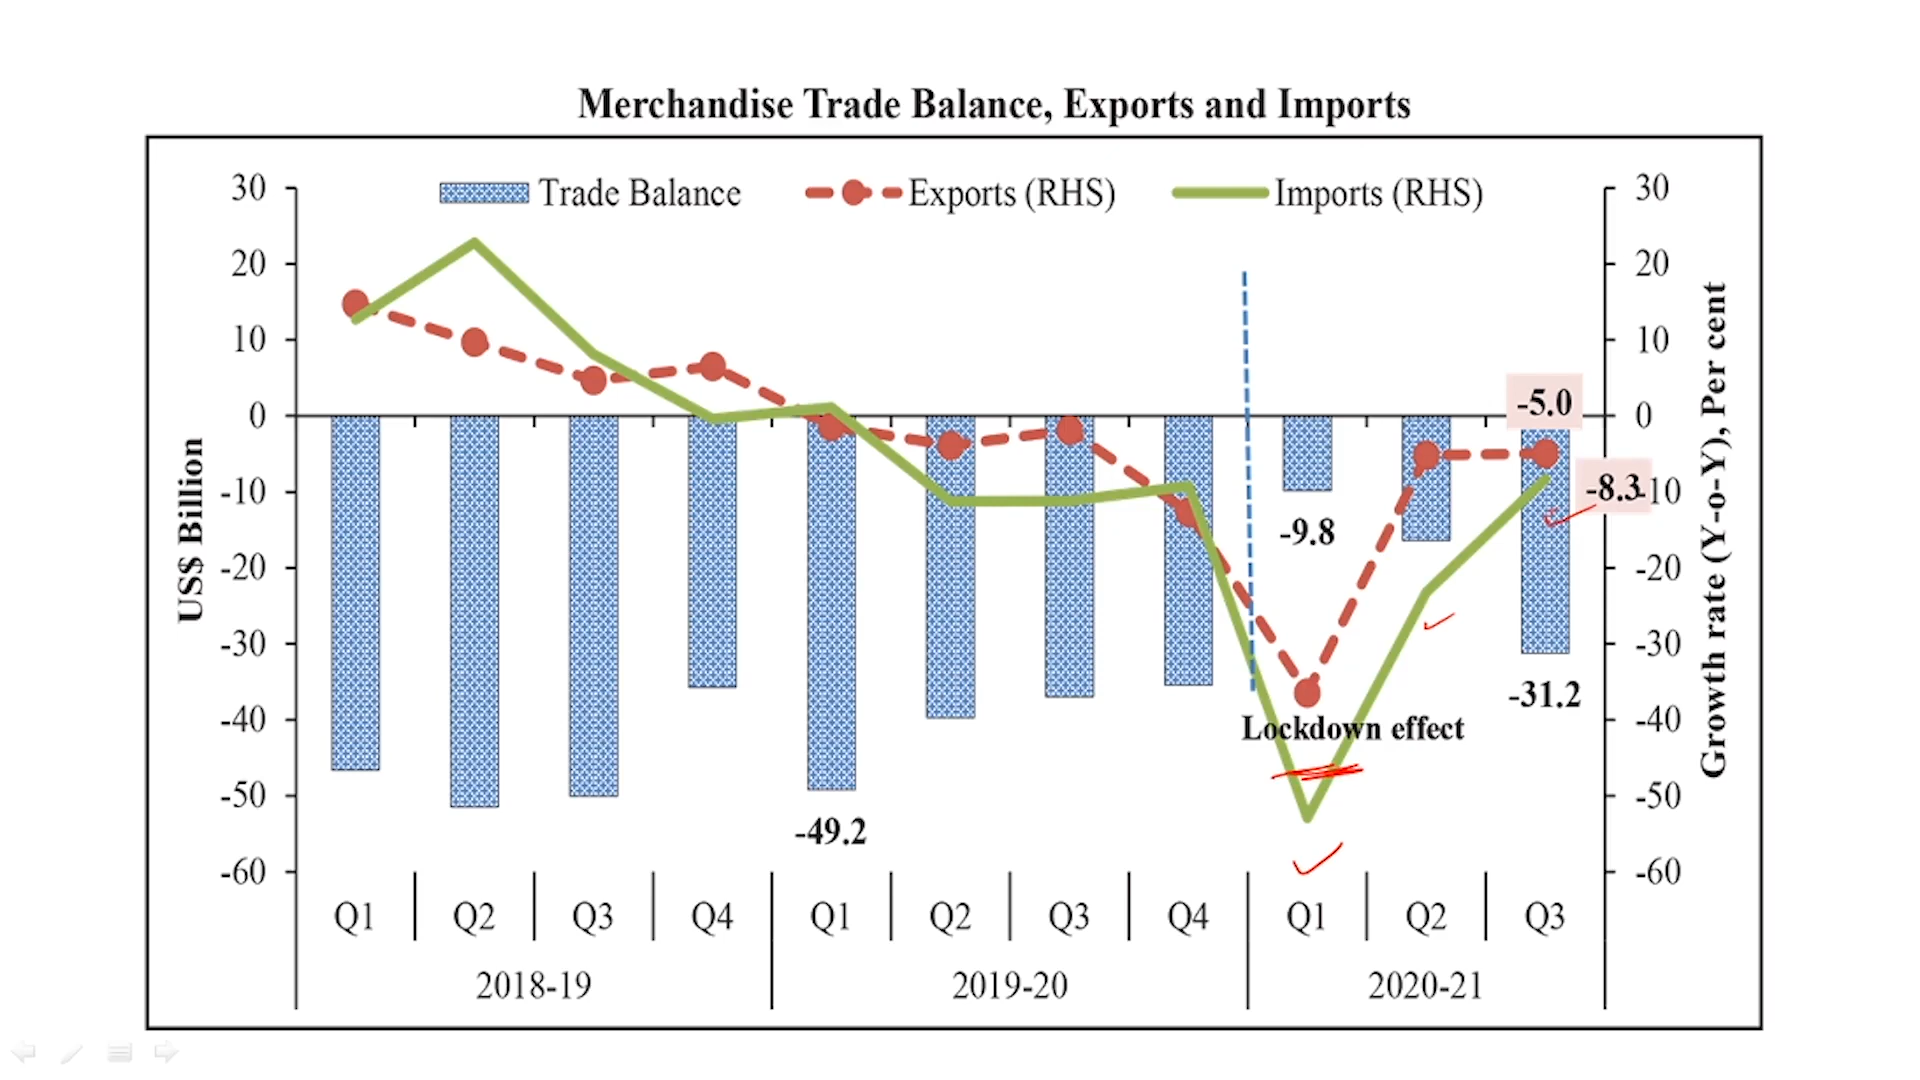 Merchandise Trade Balance, Exports and Imports
Trade Balance Exports (RHS) Imports (RHS)
30 30
20 20
10 10
0 0
-10 -10
-20 -20
-30 -30
-40 -40
-50 -50
-60 -60
US$ Billion
Growth rate (Y-o-Y), Per cent
-5.0
-8.3
-9.8
-31.2
Lockdown effect
-49.2
Q1 Q2 Q3 Q4 Q1 Q2 Q3 Q4 Q1 Q2 Q3
2018-19 2019-20 2020-21